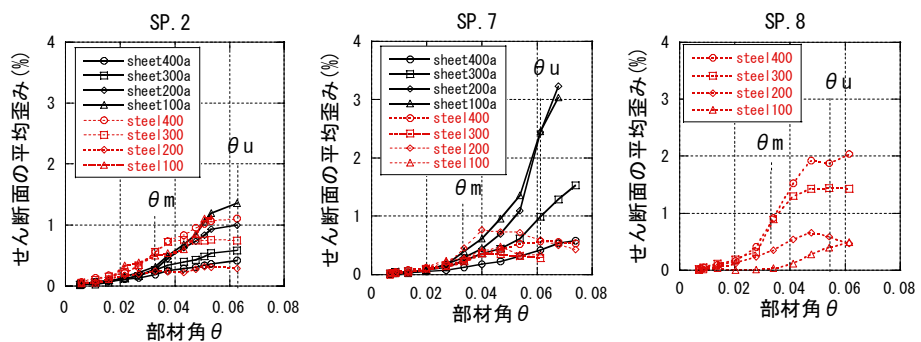 SP.2
せん断面の平均歪み(%)
4
3
2
1
0
sheet400a
sheet300a
sheet200a
sheet100a
steel400
steel300
steel200
steel100
θm
θu
0
0.02
0.04
0.06
0.08
部材角θ
SP.7
せん断面の平均歪み(%)
4
3
2
1
0
sheet400a
sheet300a
sheet200a
sheet100a
steel400
steel300
steel200
steel100
θm
θu
0
0.02
0.04
0.06
0.08
部材角θ
SP.8
せん断面の平均歪み(%)
4
3
2
1
0
steel400
steel300
steel200
steel100
θm
θu
0
0.02
0.04
0.06
0.08
部材角θ